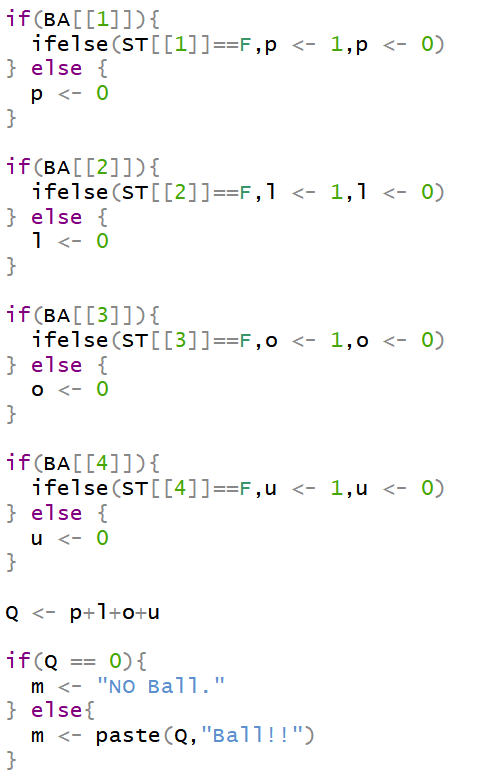 if(BA[[1]]){
  ifelse(ST[[1]]==F,p <- 1,p <- 0)
} else {
  p <- 0
}

if(BA[[2]]){
  ifelse(ST[[2]]==F,l <- 1,l <- 0)
} else {
  l <- 0
}

if(BA[[3]]){
  ifelse(ST[[3]]==F,o <- 1,o <- 0)
} else {
  o <- 0
}

if(BA[[4]]){
  ifelse(ST[[4]]==F,u <- 1,u <- 0)
} else {
  u <- 0
}

Q <- p+l+o+u

if(Q == 0){
  m <- "NO Ball."
} else{
  m <- paste(Q,"Ball!!")
}